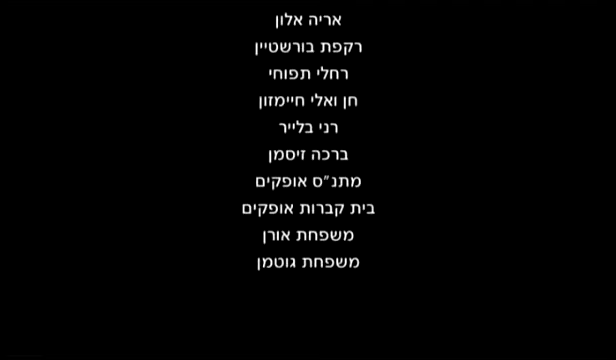 אריה אלון
רקפת בורשטיין
רחלי תפוחי
חן ואלי חיימזון
רני בלייר
ברכה זיסמן
מתנ״ס אופקים
בית קברות אופקים
משפחת אורן
משפחת גוטמן